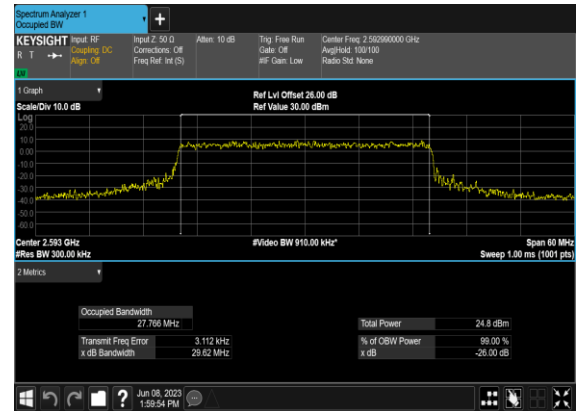 Spectrum Analyzer 1
Occupied BW
KEYSIGHT
R T
Input: RF
Coupling: DC
Align: Off
Input Z: 50 Ω
Corrections: Off
Freq Ref: Int (S)
Atten: 10 dB
Trig: Free Run
Gate: Off
#IF Gain: Low
Center Freq: 2.592990000 GHz
Avg|Hold: 100/100
Radio Std: None
LXI
1 Graph
Scale/Div 10.0 dB
Ref Lvl Offset 26.00 dB
Ref Value 30.00 dBm
Log
20.0
10.0
0.00
-10.0
-20.0
-30.0
-40.0
-50.0
-60.0
Center 2.593 GHz
#Res BW 300.00 kHz
#Video BW 910.00 kHz*
Span 60 MHz
Sweep 1.00 ms (1001 pts)
2 Metrics
Occupied Bandwidth
27.766 MHz
Total Power 24.8 dBm
Transmit Freq Error 3.112 kHz
% of OBW Power 99.00 %
x dB Bandwidth 29.62 MHz
x dB -26.00 dB
Jun 08, 2023
1:59:54 PM